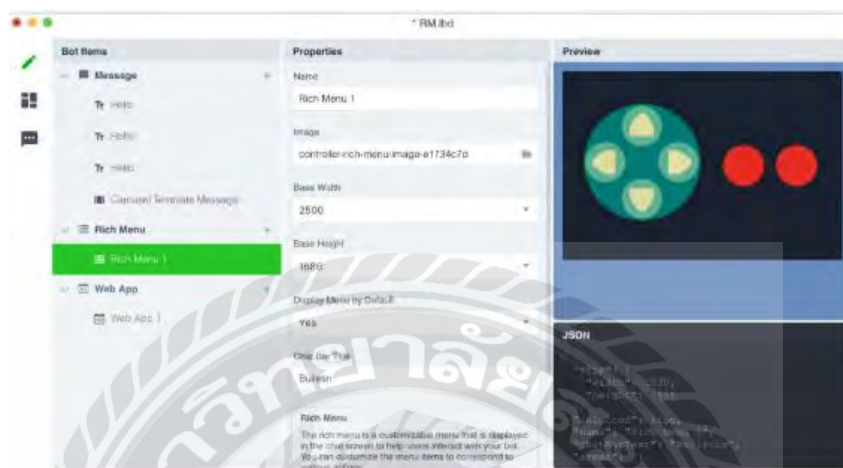 * RM.lbd
Bot Items
Properties
Preview
Message
Name
Rich Menu 1
Hello
Image
Hello
controller-rich-menu-image-e1734c7d
Hello
Base Width
Carousel Template Message
2500
Rich Menu
Base Height
Rich Menu 1
1686
Web App
Display Menu by Default
Web App 1
Yes
JSON
Chat Bar Title
Rich Menu
The rich menu is a customizable menu that is displayed
in the chat screen to help users interact with your bot.
You can customize the menu items to correspond to
various actions.